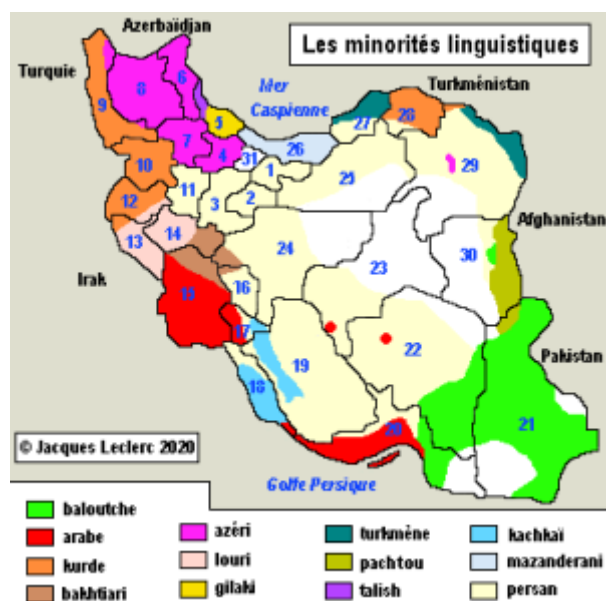 Azerbaïdjan
Les minorités linguistiques
Turquie
Mer
Caspienne
Turkménistan
8
6
9
5
7
4
31
26
27
28
29
10
1
25
11
2
3
12
14
13
24
23
30
Afghanistan
Irak
15
16
17
18
19
22
Pakistan
20
21
© Jacques Leclerc 2020
Golfe Persique
baloutche
arabe
kurde
bakhtiari
azéri
louri
gilaki
turkmène
pachtou
talish
kachkaï
mazanderani
persan